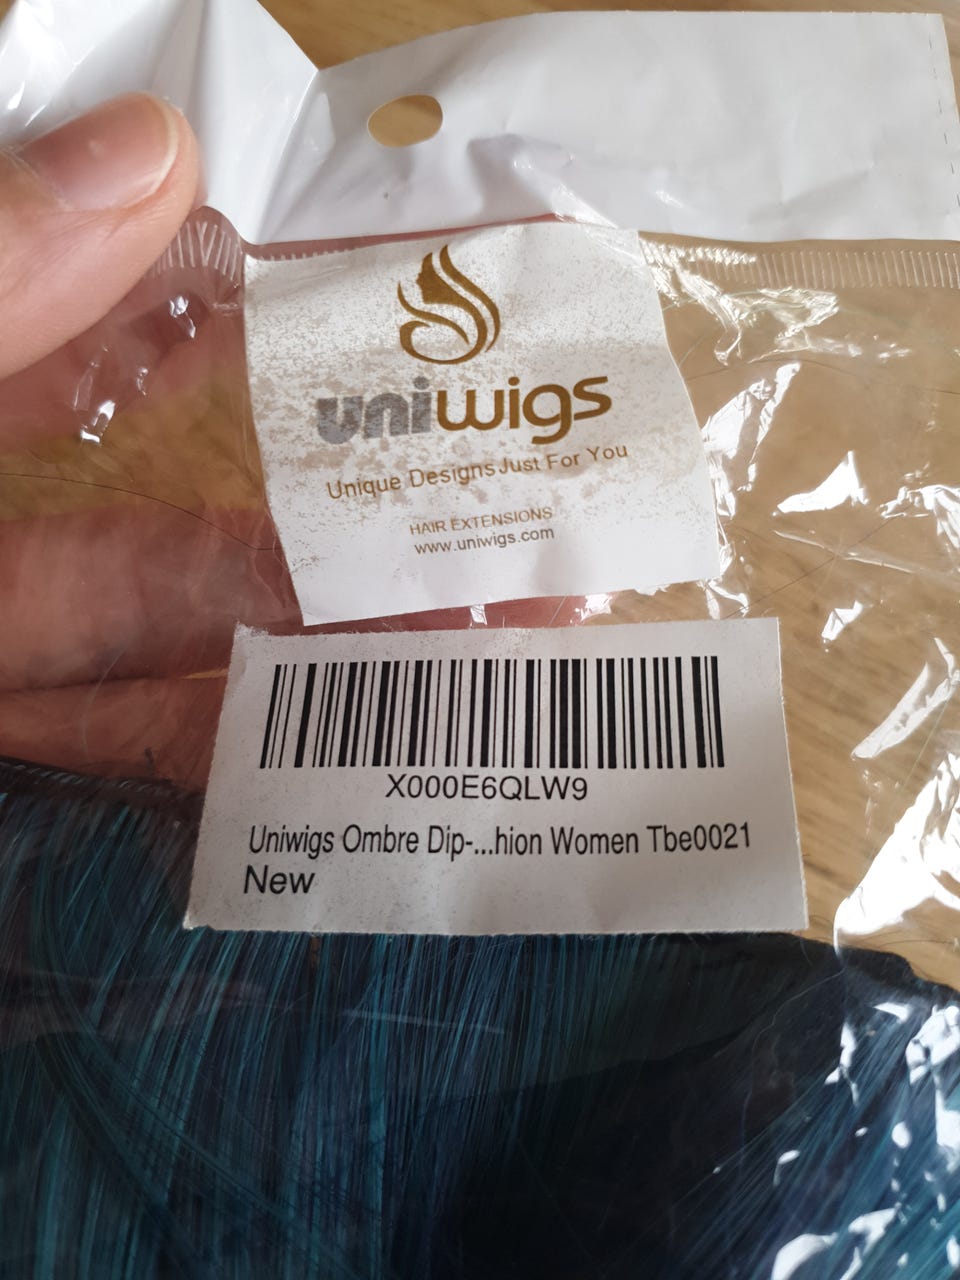 uniwigs
Unique Designs Just For You
HAIR EXTENSIONS
www.uniwigs.com
X000E6QLW9
Uniwigs Ombre Dip-...hion Women Tbe0021
New